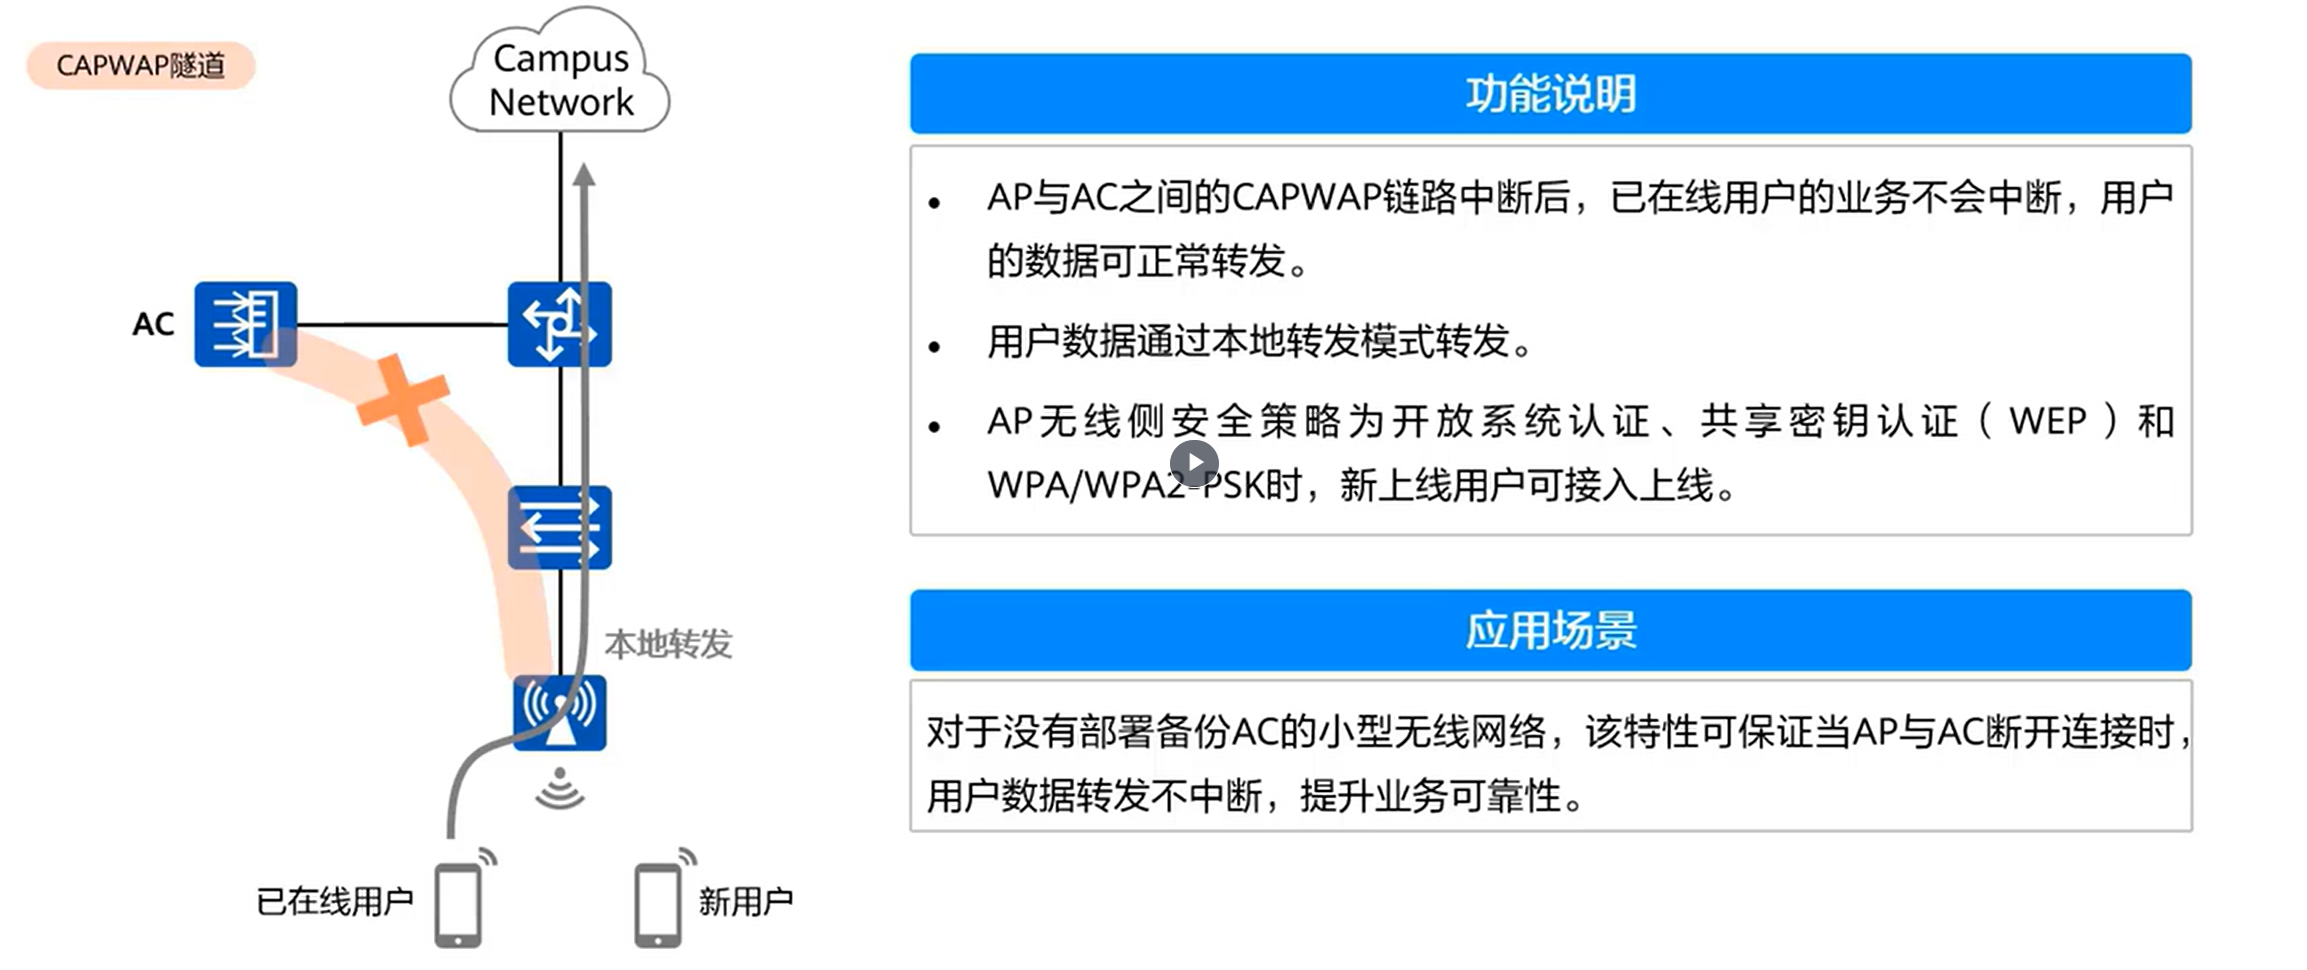 CAPWAP隧道
Campus
Network
AC
本地转发
已在线用户
新用户
功能说明
• AP与AC之间的CAPWAP链路中断后，已在线用户的业务不会中断，用户
的数据可正常转发。
• 用户数据通过本地转发模式转发。
• AP无线侧安全策略为开放系统认证、共享密钥认证（WEP）和
WPA/WPA2-PSK时，新上线用户可接入上线。
应用场景
对于没有部署备份AC的小型无线网络，该特性可保证当AP与AC断开连接时，
用户数据转发不中断，提升业务可靠性。